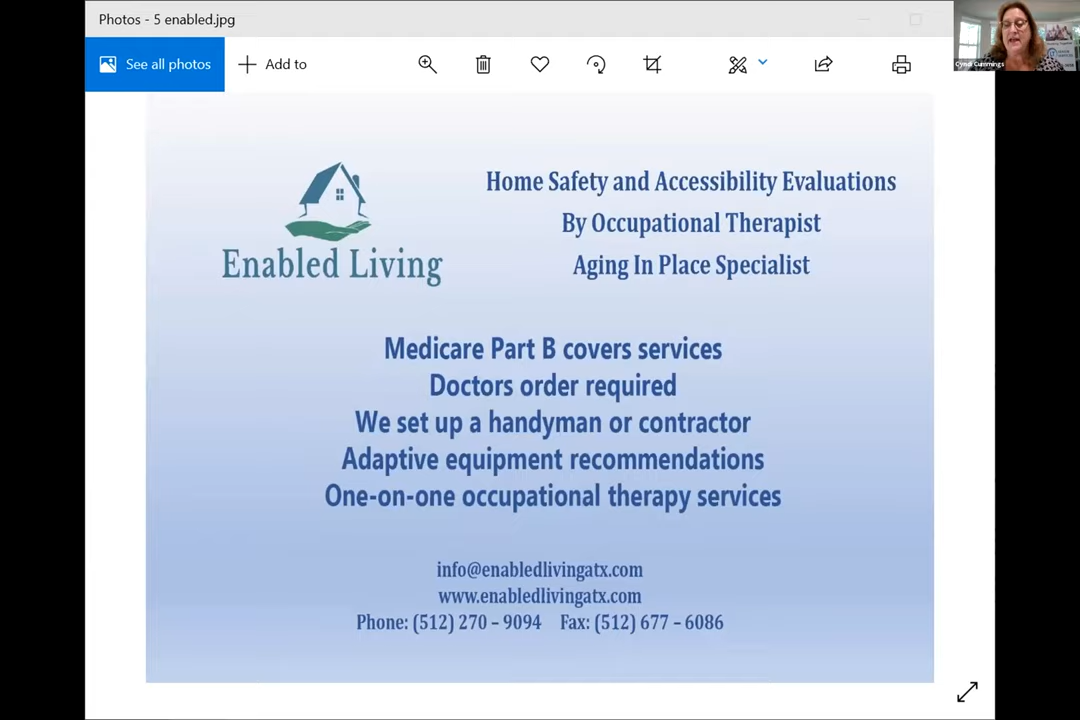 Photos - 5 enabled.jpg
See all photos
Add to
Cyndi Cummings
Enabled Living
Home Safety and Accessibility Evaluations
By Occupational Therapist
Aging In Place Specialist
Medicare Part B covers services
Doctors order required
We set up a handyman or contractor
Adaptive equipment recommendations
One-on-one occupational therapy services
info@enabledlivingatx.com
www.enabledlivingatx.com
Phone: (512) 270 – 9094 Fax: (512) 677 – 6086